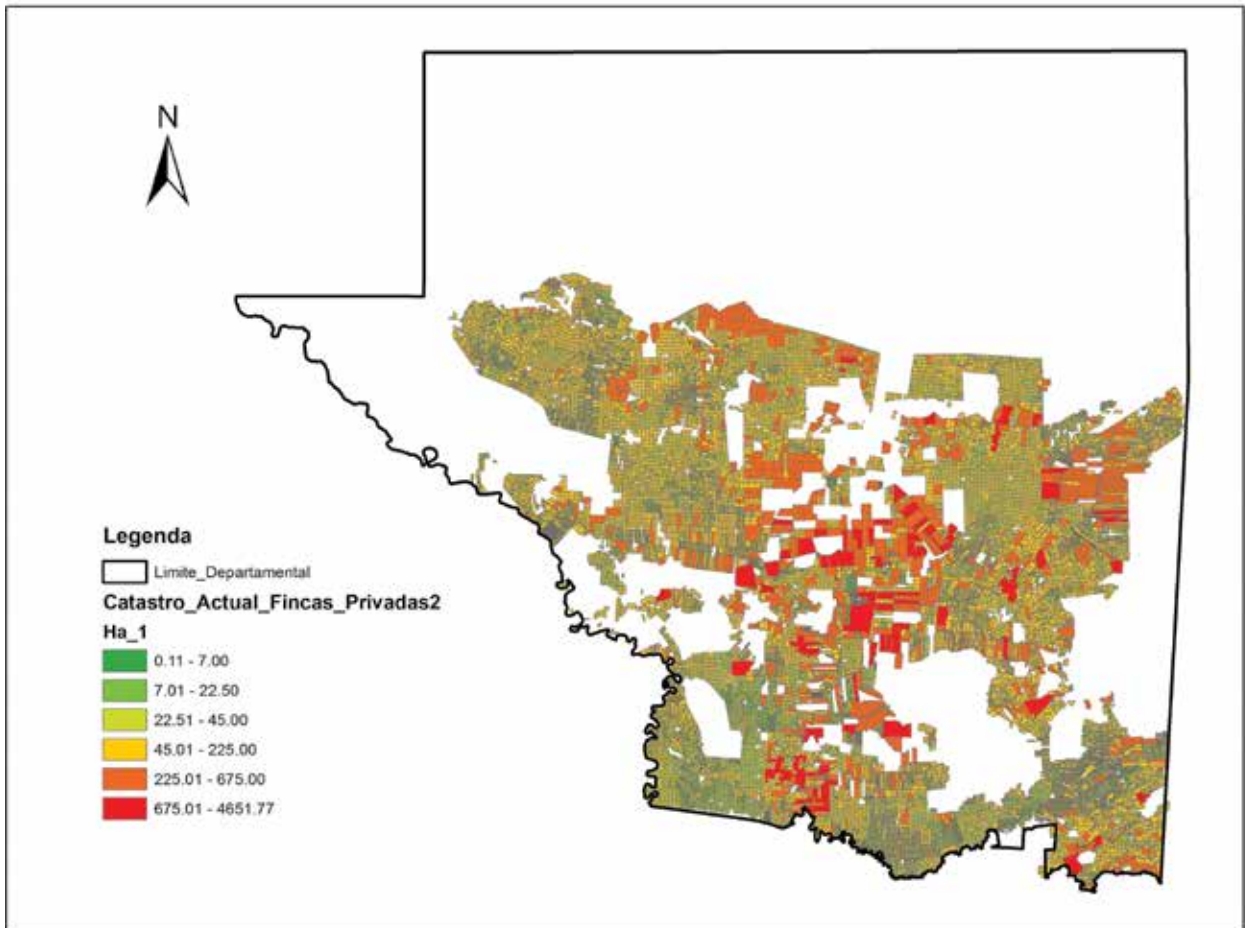 N
Legenda
Limite_Departamental
Catastro_Actual_Fincas_Privadas2
Ha_1
0.11 - 7.00
7.01 - 22.50
22.51 - 45.00
45.01 - 225.00
225.01 - 675.00
675.01 - 4651.77